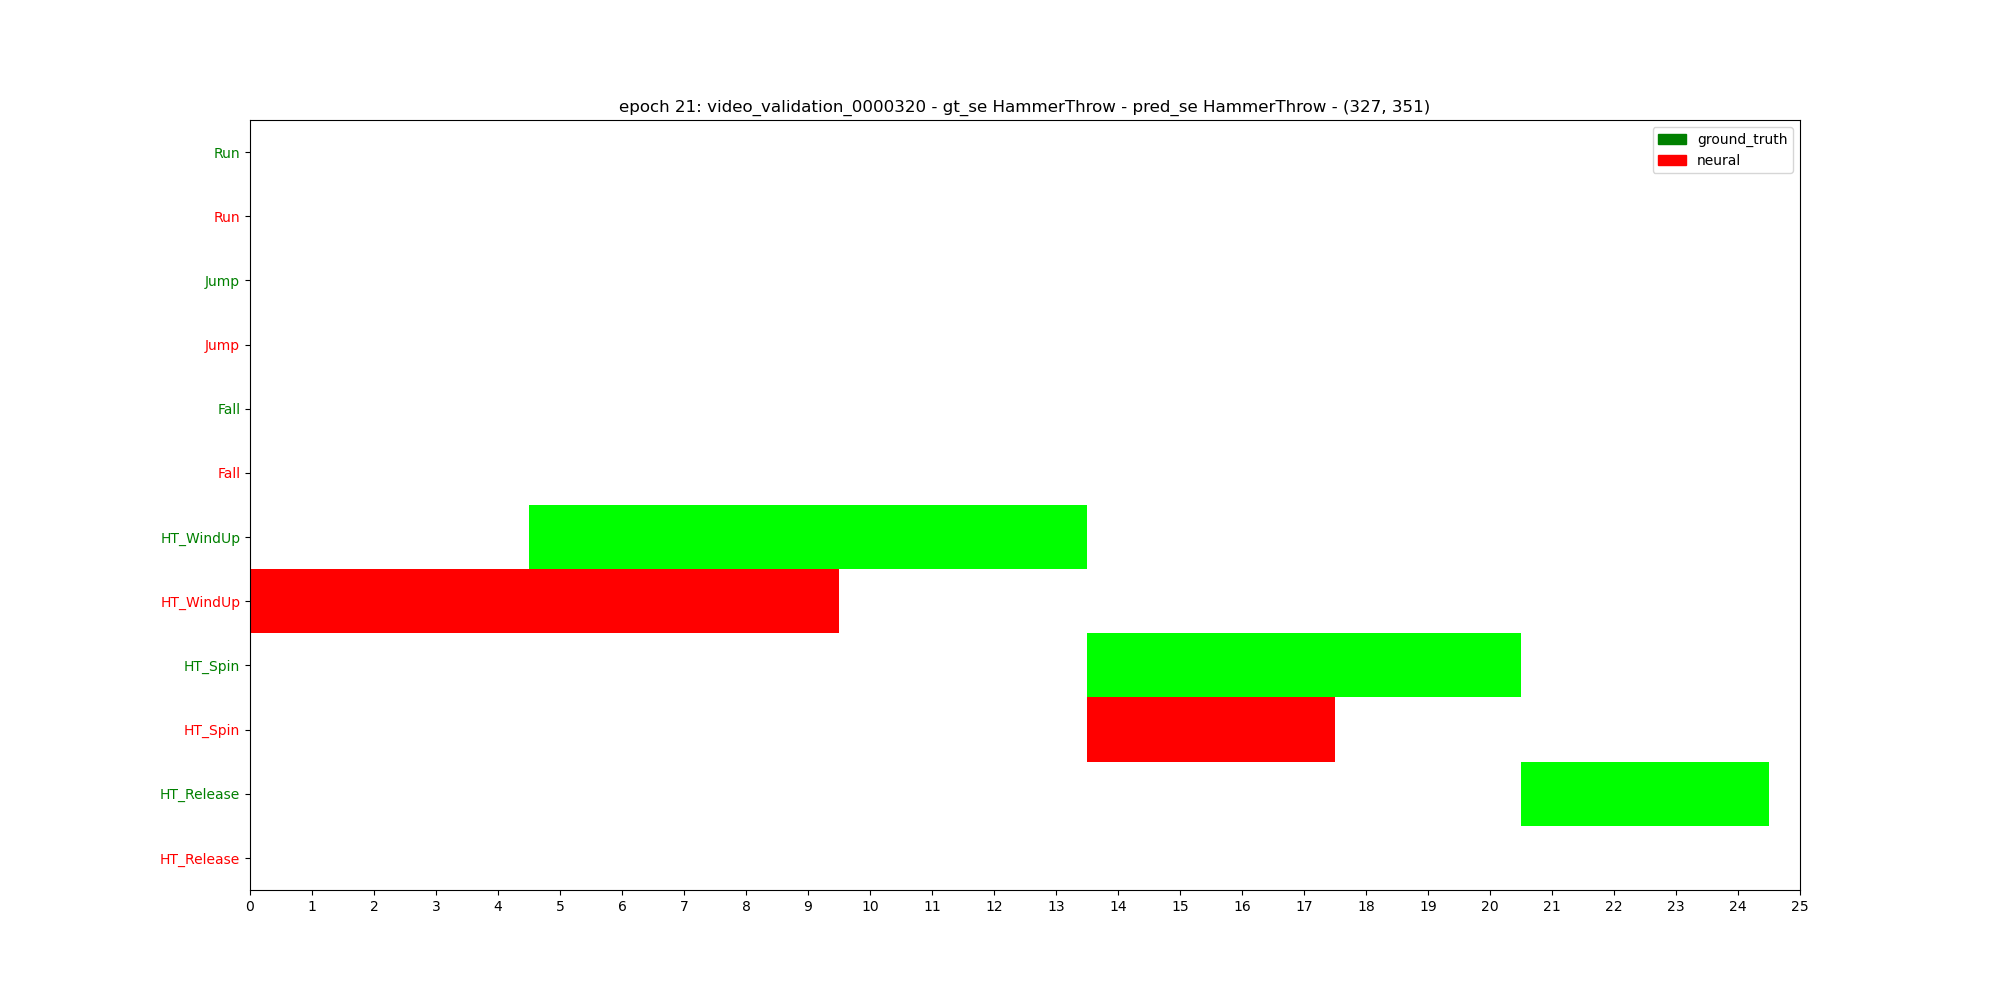 epoch 21: video_validation_0000320 - gt_se HammerThrow - pred_se HammerThrow - (327, 351)
ground_truth
neural
Run
Run
Jump
Jump
Fall
Fall
HT_WindUp
HT_WindUp
HT_Spin
HT_Spin
HT_Release
HT_Release
0 1 2 3 4 5 6 7 8 9 10 11 12 13 14 15 16 17 18 19 20 21 22 23 24 25